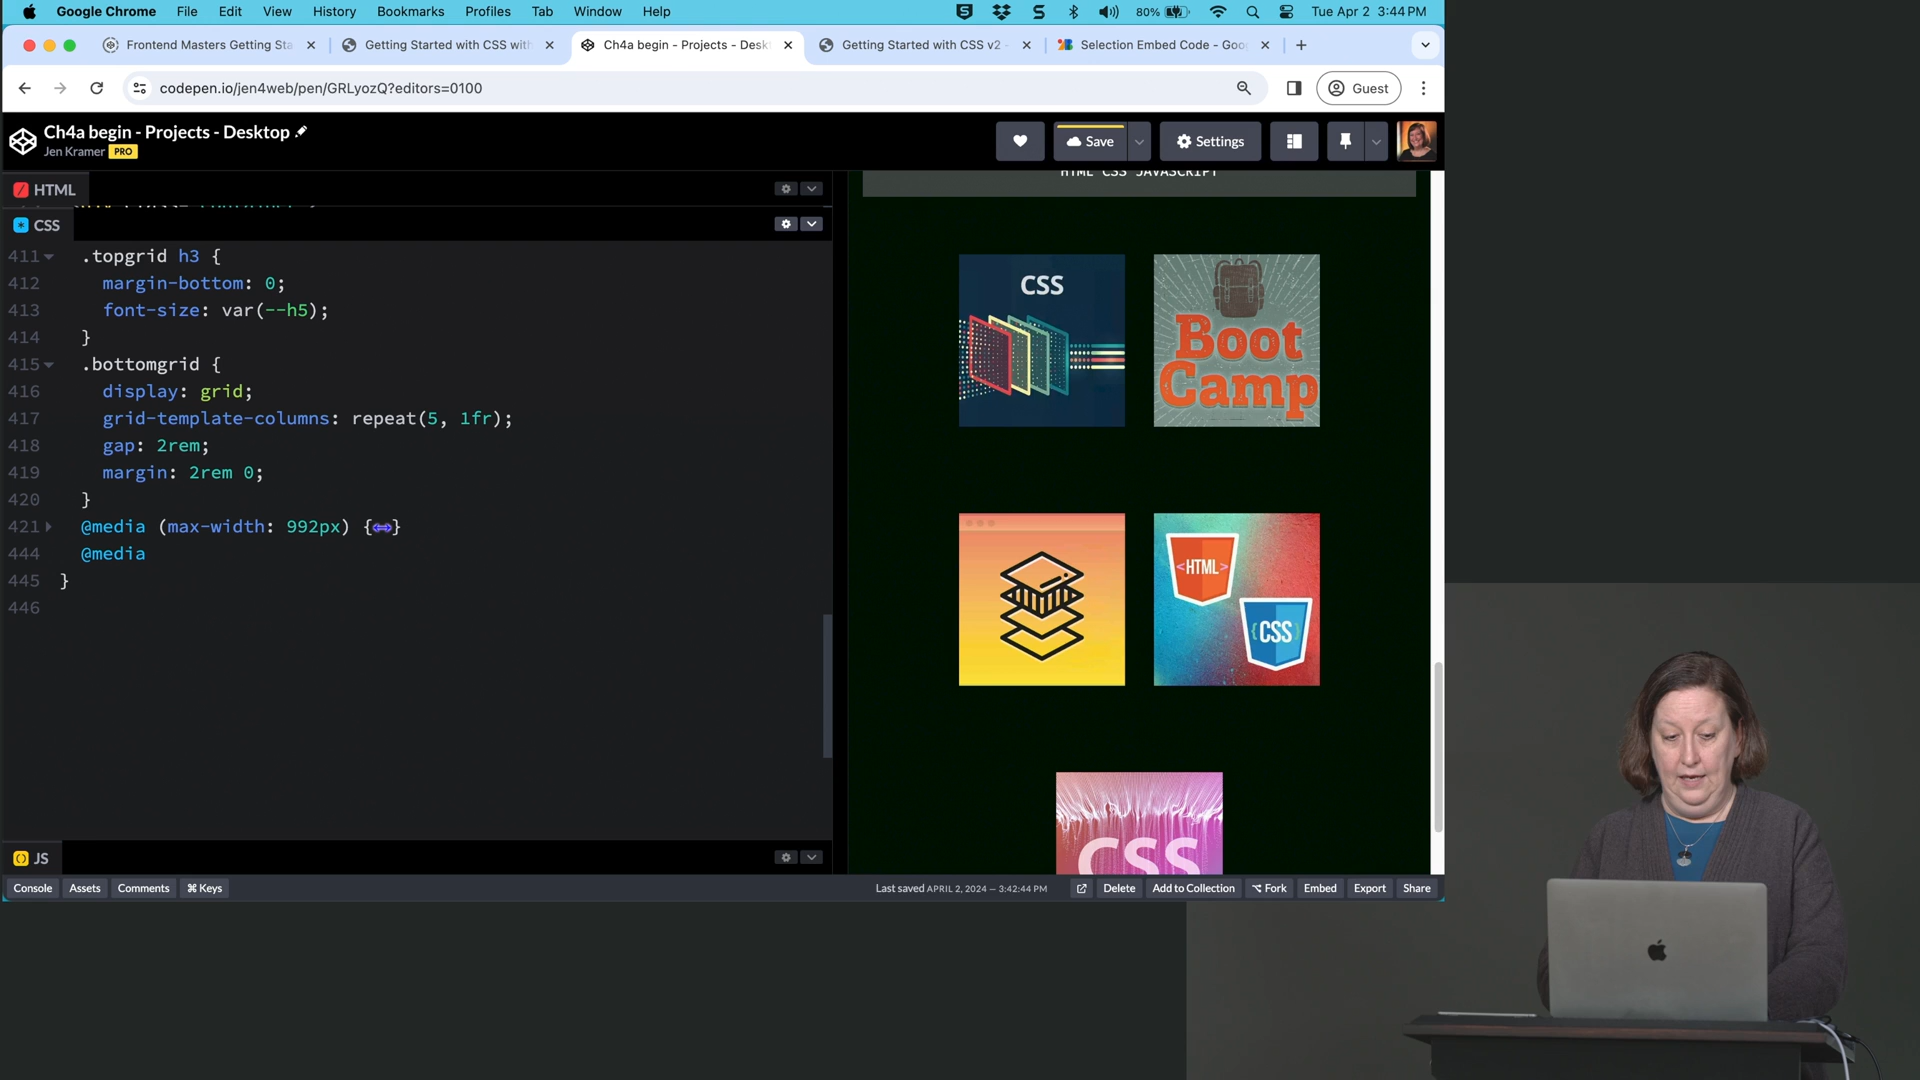 Google Chrome File Edit View History Bookmarks Profiles Tab Window Help 80% Tue Apr 2 3:44 PM
Frontend Masters Getting Sta
Getting Started with CSS with
Ch4a begin - Projects - Desk
Getting Started with CSS v2 -
Selection Embed Code - Goo
codepen.io/jen4web/pen/GRLyozQ?editors=0100
Guest
Ch4a begin - Projects - Desktop
Jen Kramer PRO
Save
Settings
HTML
CSS
411 .topgrid h3 {
412 margin-bottom: 0;
413 font-size: var(--h5);
414 }
415 .bottomgrid {
416 display: grid;
417 grid-template-columns: repeat(5, 1fr);
418 gap: 2rem;
419 margin: 2rem 0;
420 }
421 @media (max-width: 992px) {↔}
444 @media
445 }
446
HTML CSS JAVASCRIPT
CSS
Boot
Camp
<HTML>
{CSS}
CSS
JS
Console Assets Comments ⌘ Keys
Last saved APRIL 2, 2024 — 3:42:44 PM
Delete Add to Collection Fork Embed Export Share